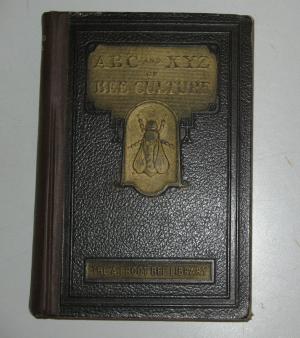 ABC AND XYZ
OF
BEE CULTURE
THE A.I. ROOT BEE LIBRARY